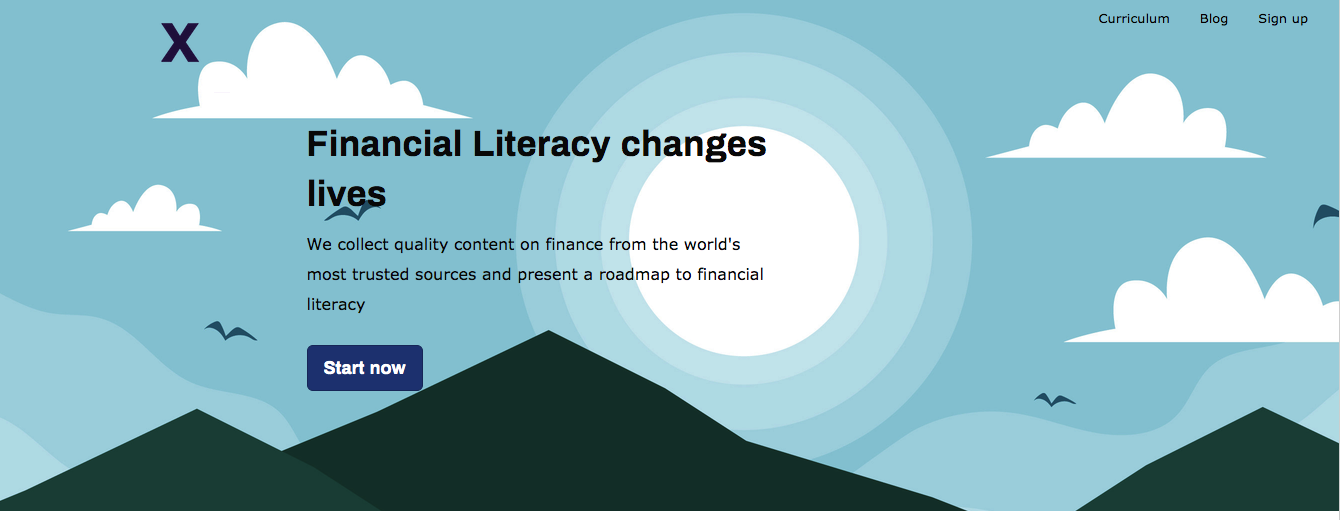 X
Curriculum Blog Sign up
Financial Literacy changes
lives
We collect quality content on finance from the world's
most trusted sources and present a roadmap to financial
literacy
Start now